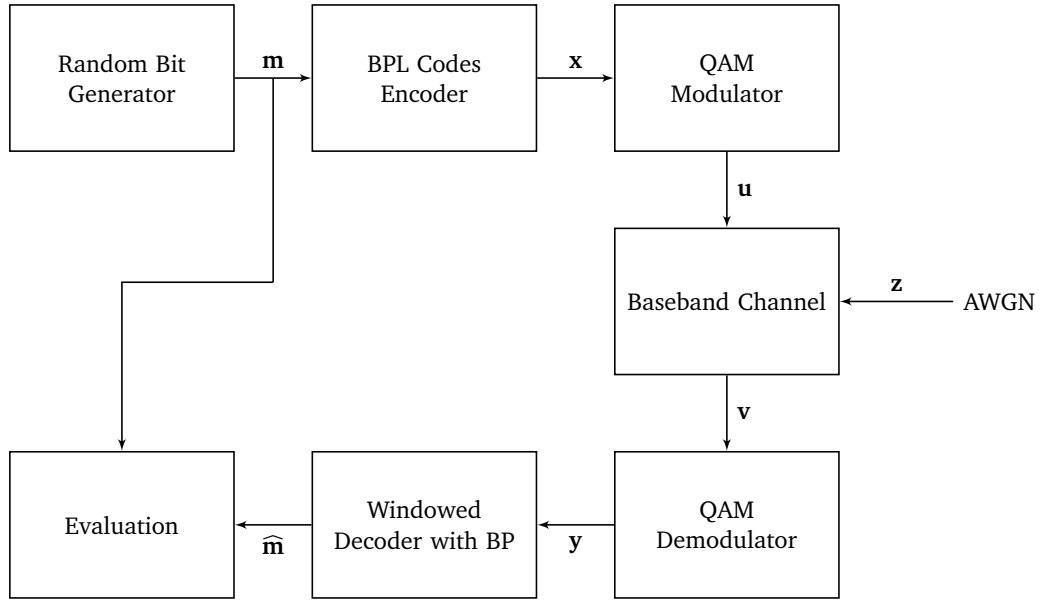 Random Bit
Generator
m
BPL Codes
Encoder
x
QAM
Modulator
u
Baseband Channel
z
AWGN
v
QAM
Demodulator
y
Windowed
Decoder with BP
m̂
Evaluation